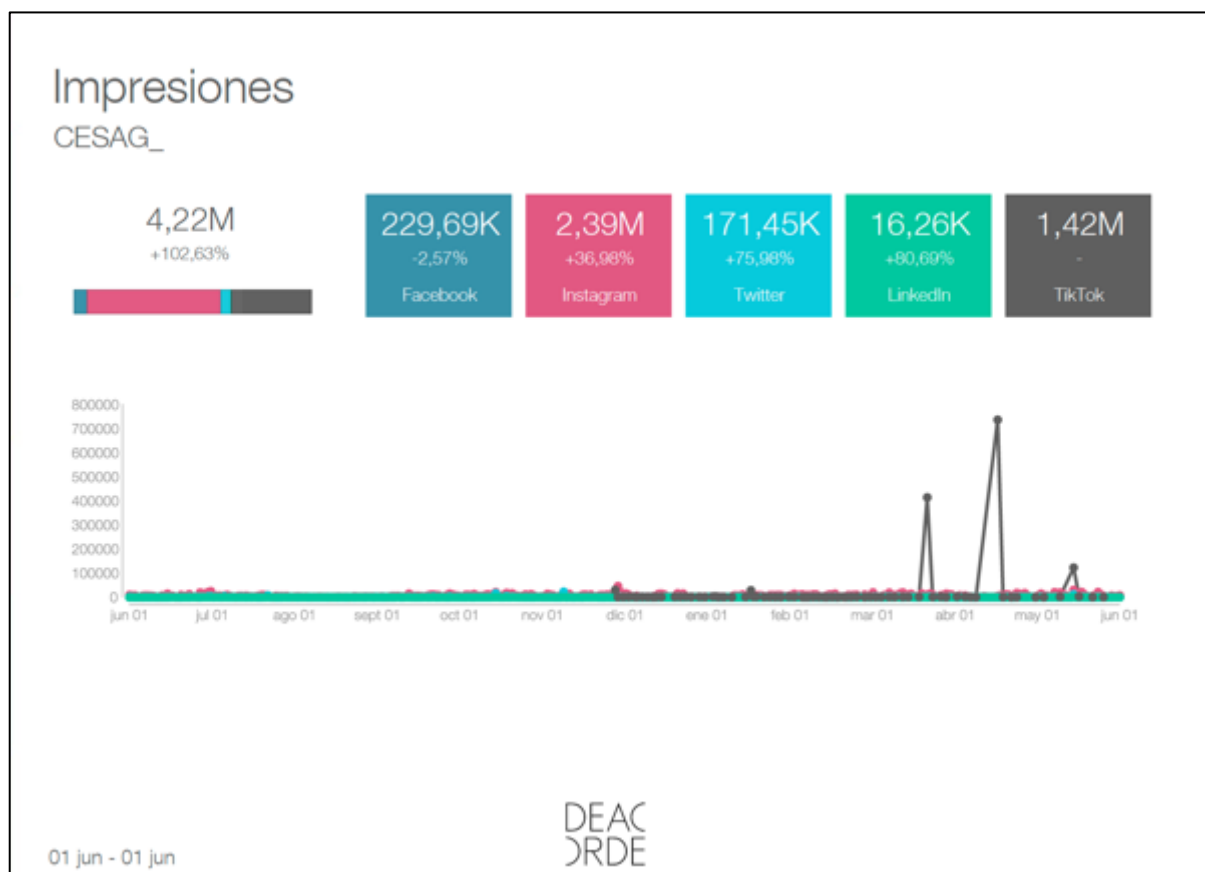 Impresiones
CESAG_
4,22M
+102,63%
229,69K
-2,57%
Facebook
2,39M
+36,98%
Instagram
171,45K
+75,98%
Twitter
16,26K
+80,69%
LinkedIn
1,42M
-
TikTok
800000
700000
600000
500000
400000
300000
200000
100000
0
jun 01 jul 01 ago 01 sept 01 oct 01 nov 01 dic 01 ene 01 feb 01 mar 01 abr 01 may 01 jun 01
DEAC
ORDE
01 jun - 01 jun